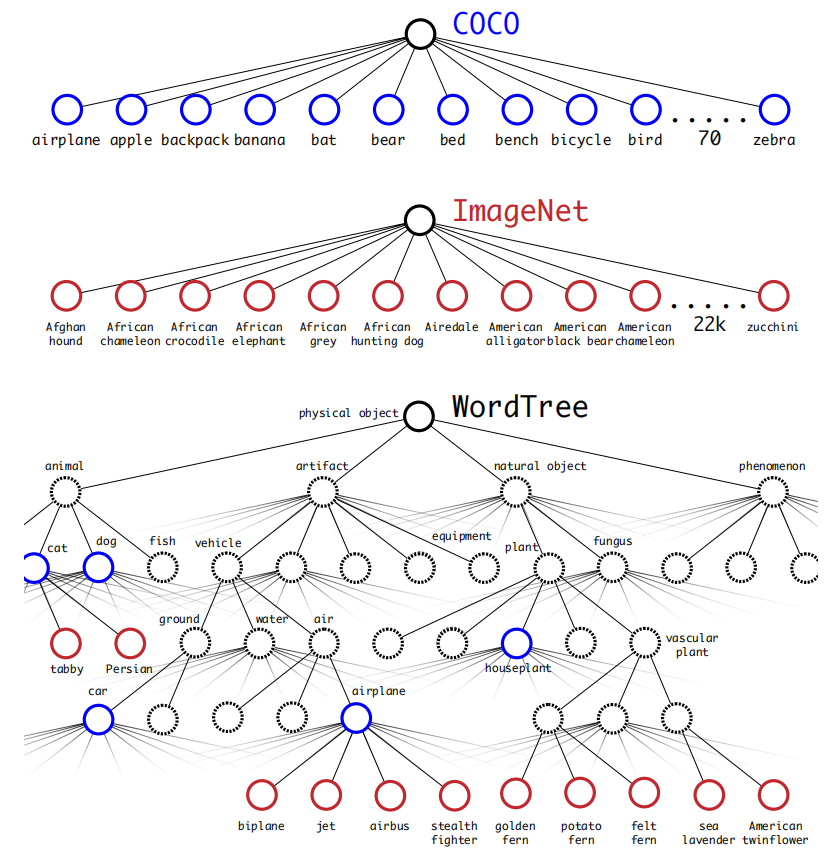 COCO
airplane apple backpack banana bat bear bed bench bicycle bird ..... 70 zebra
ImageNet
Afghan hound
African chameleon
African crocodile
African elephant
African grey
African hunting dog
Airedale
American alligator
American black bear
American chameleon
..... 22k
zucchini
WordTree
physical object
animal artifact natural object phenomenon
cat dog fish vehicle equipment plant fungus
ground water air
vascular plant
tabby Persian houseplant
car airplane
biplane
jet
airbus
stealth fighter
golden fern
potato fern
felt fern
sea lavender
American twinflower